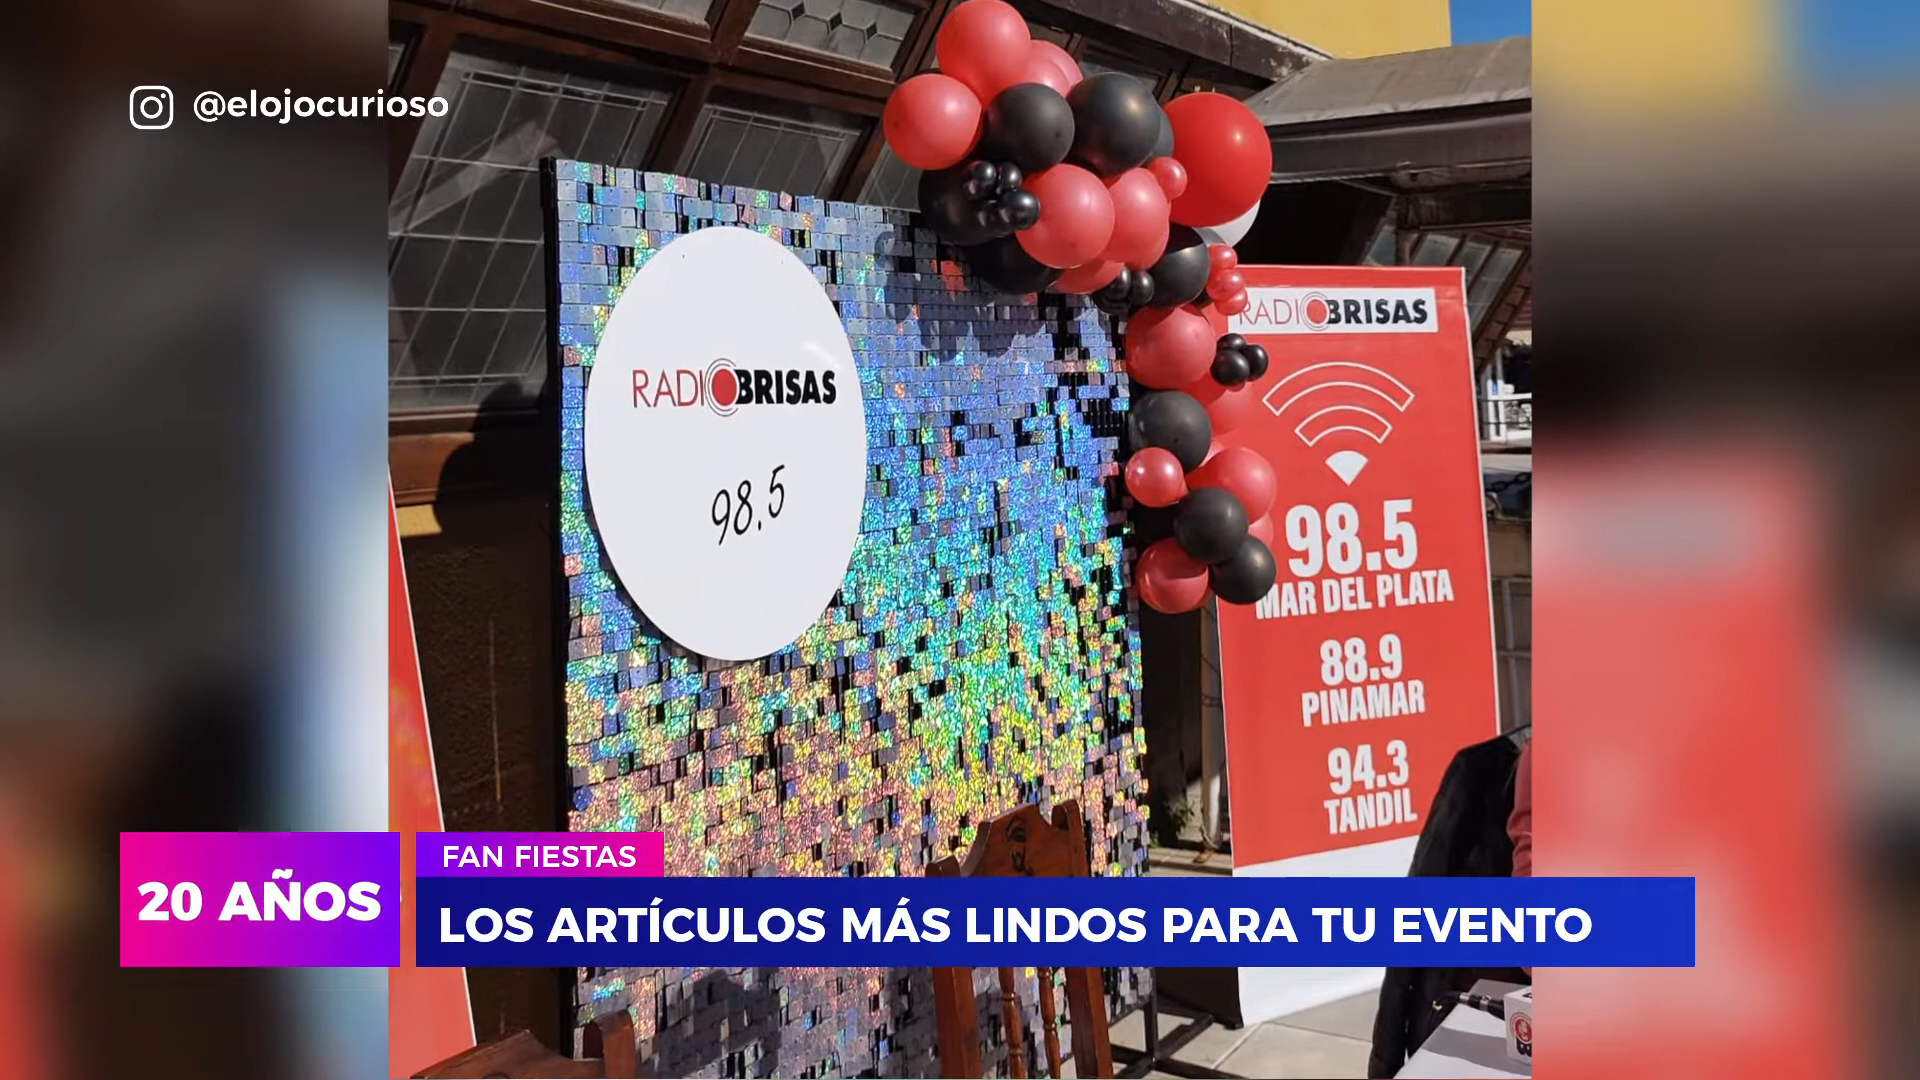 @elojocurioso
RADIOBRISAS
98.5
RADIOBRISAS
98.5
MAR DEL PLATA
88.9
PINAMAR
94.3
TANDIL
20 AÑOS
FAN FIESTAS
LOS ARTÍCULOS MÁS LINDOS PARA TU EVENTO